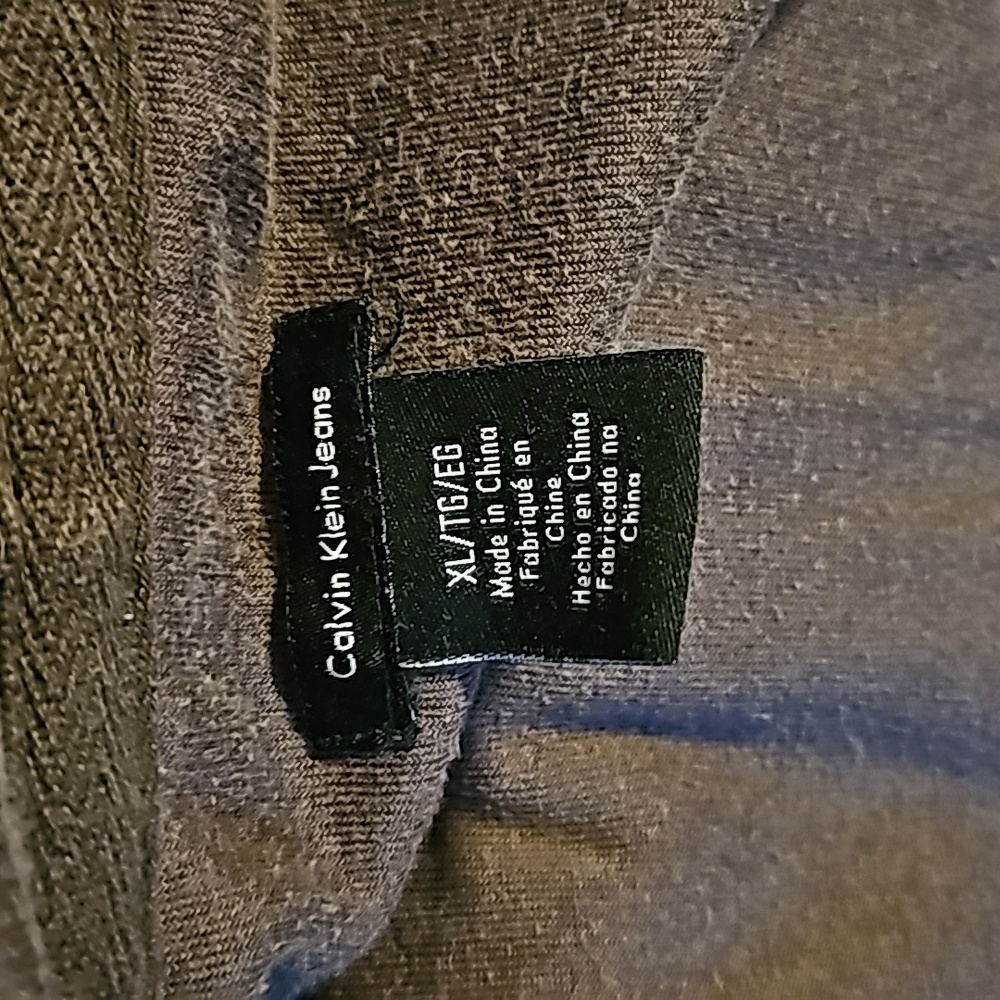 Calvin Klein Jeans
XL/TG/EG
Made in China
Fabriqué en
Chine
Hecho en China
Fabricado na
China